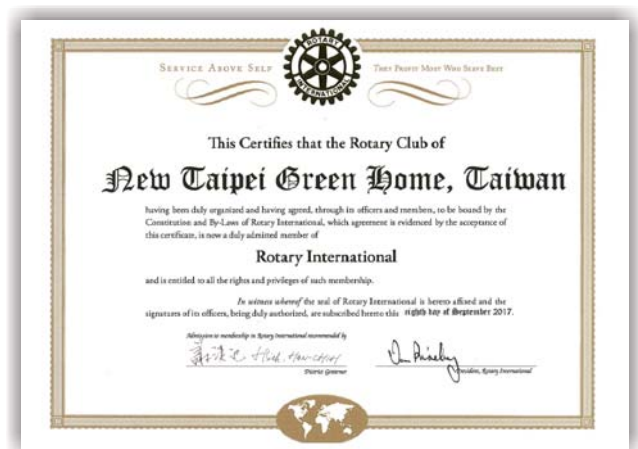 ROTARY
INTERNATIONAL
SERVICE ABOVE SELF
THEY PROFIT MOST WHO SERVE BEST
This Certifies that the Rotary Club of
New Taipei Green Home, Taiwan
having been duly organized and having agreed, through its officers and members, to be bound by the
Constitution and By-Laws of Rotary International, which agreement is evidenced by the acceptance of
this certificate, is now a duly admitted member of
Rotary International
and is entitled to all the rights and privileges of such membership.
In witness whereof the seal of Rotary International is hereto affixed and the
signatures of its officers, being duly authorized, are subscribed hereto this eighth day of September 2017.
Admission to membership in Rotary International recommended by
District Governor
President, Rotary International